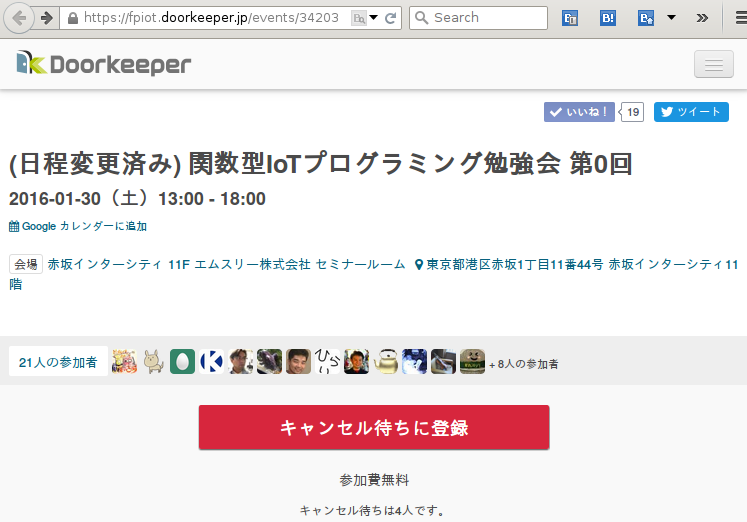 https://fpiot.doorkeeper.jp/events/34203
Search
B!
Doorkeeper
いいね！ 19 ツイート
(日程変更済み) 関数型IoTプログラミング勉強会 第0回
2016-01-30（土）13:00 - 18:00
Google カレンダーに追加
会場 赤坂インターシティ 11F エムスリー株式会社 セミナールーム 東京都港区赤坂1丁目11番44号 赤坂インターシティ11
階
21人の参加者 K ひらり + 8人の参加者
キャンセル待ちに登録
参加費無料
キャンセル待ちは4人です。